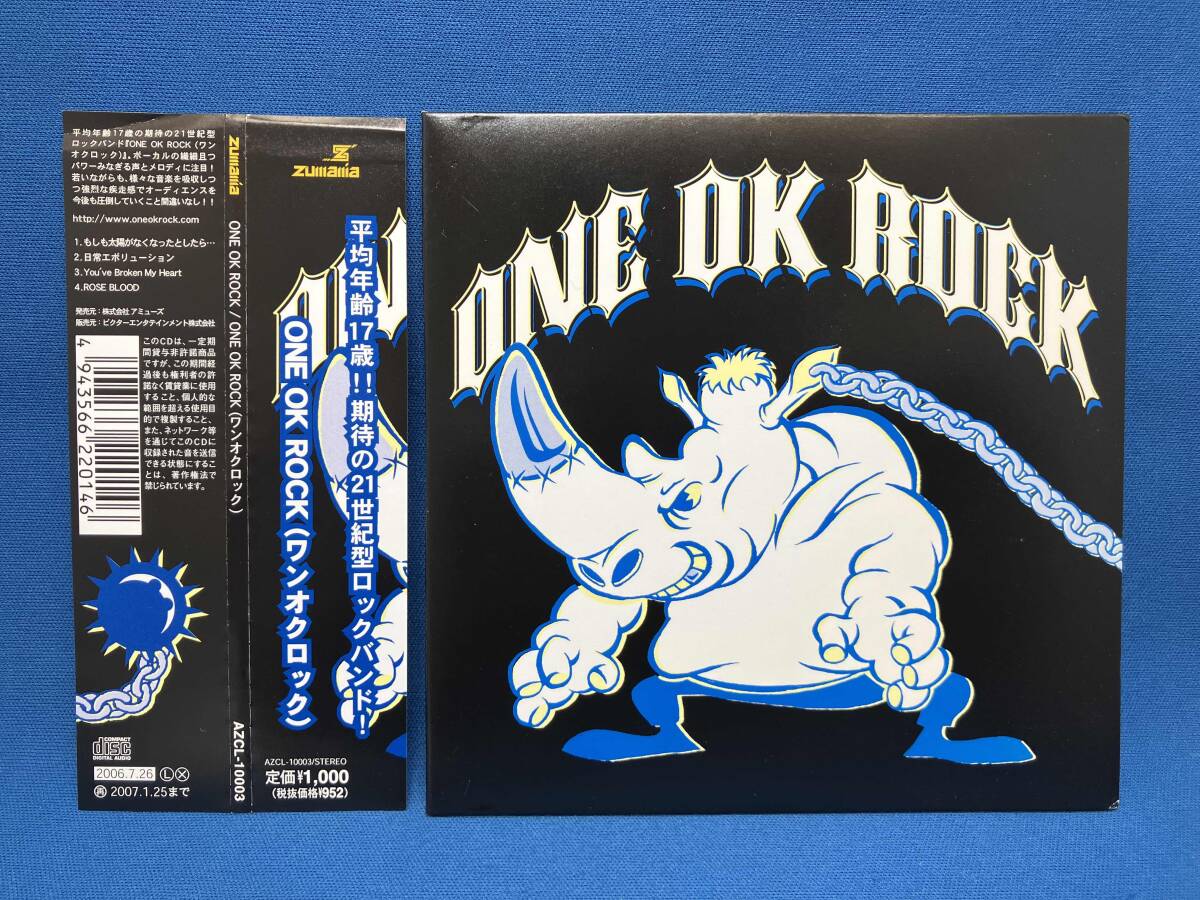 平均年齢17歳の期待の21世紀型
ロックバンド『ONE OK ROCK（ワン
オクロック）』。ボーカルの繊細且つ
パワーみなぎる声とメロディに注目！
若いながらも、様々な音楽を吸収しつ
つ強烈な疾走感でオーディエンスを
今後も圧倒していくこと間違いなし！！
http://www.oneokrock.com
1.もしも太陽がなくなったとしたら…
2.日常エボリューション
3.You've Broken My Heart
4.ROSE BLOOD
発売元：株式会社 アミューズ
販売元：ビクターエンタテインメント株式会社
4 943566 220146
このCDは、一定期
間貸与非許諾商品
ですが、この期間経
過後も権利者の許
諾なく賃貸業に使用
すること、個人的な
範囲を超える使用目
的で複製すること、
また、ネットワーク等
を通じてこのCDに
収録された音を送信
できる状態にするこ
とは、著作権法で
禁じられています。
COMPACT
disc
DIGITAL AUDIO
2006.7.26 Ⓛ Ⓧ
㋘2007.1.25まで
zumania
ONE OK ROCK / ONE OK ROCK（ワンオクロック）
AZCL-10003
zumania
平均年齢17歳!!期待の21世紀型ロックバンド!
ONE OK ROCK（ワンオクロック）
AZCL-10003/STEREO
定価¥1,000
（税抜価格¥952）
ONE OK ROCK